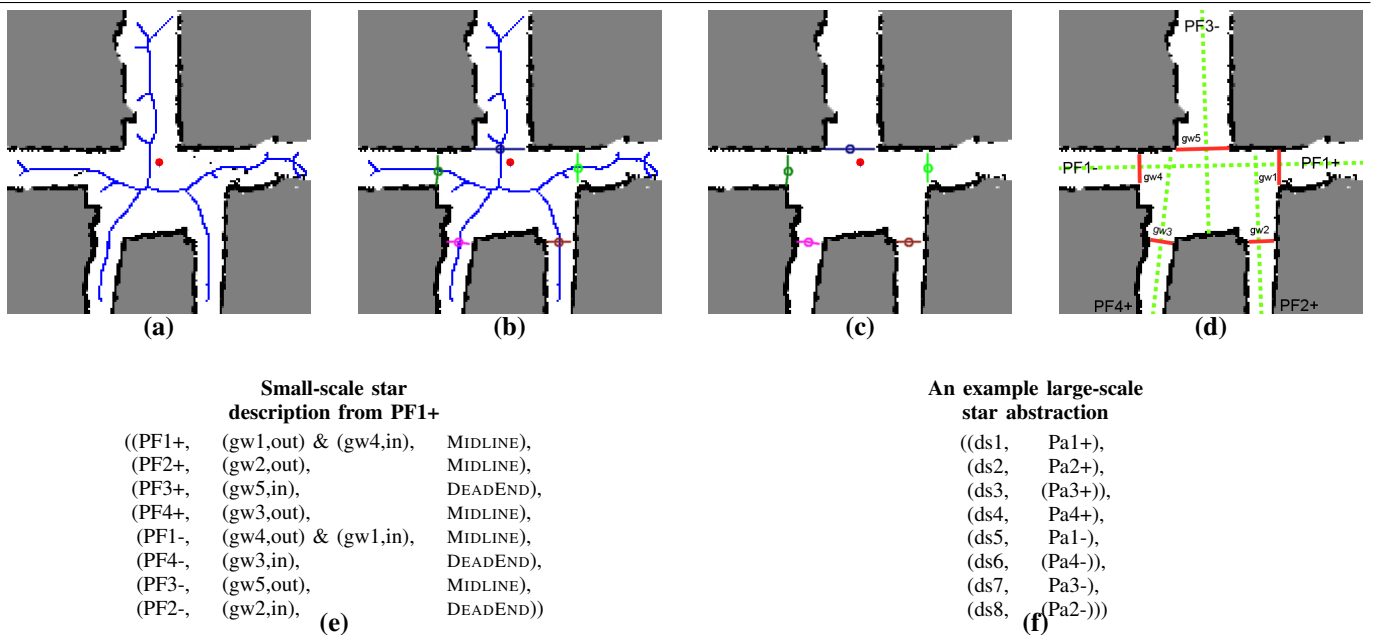 PF3-
gw5
PF1-
PF1+
gw4
gw1
gw3
gw2
PF4+
PF2+
(a)
(b)
(c)
(d)
Small-scale star
description from PF1+
((PF1+, (gw1,out) & (gw4,in), MIDLINE),
(PF2+, (gw2,out), MIDLINE),
(PF3+, (gw5,in), DEADEND),
(PF4+, (gw3,out), MIDLINE),
(PF1-, (gw4,out) & (gw1,in), MIDLINE),
(PF4-, (gw3,in), DEADEND),
(PF3-, (gw5,out), MIDLINE),
(PF2-, (gw2,in), DEADEND))
(e)
An example large-scale
star abstraction
((ds1, Pa1+),
(ds2, Pa2+),
(ds3, (Pa3+)),
(ds4, Pa4+),
(ds5, Pa1-),
(ds6, (Pa4-)),
(ds7, Pa3-),
(ds8, (Pa2-)))
(f)